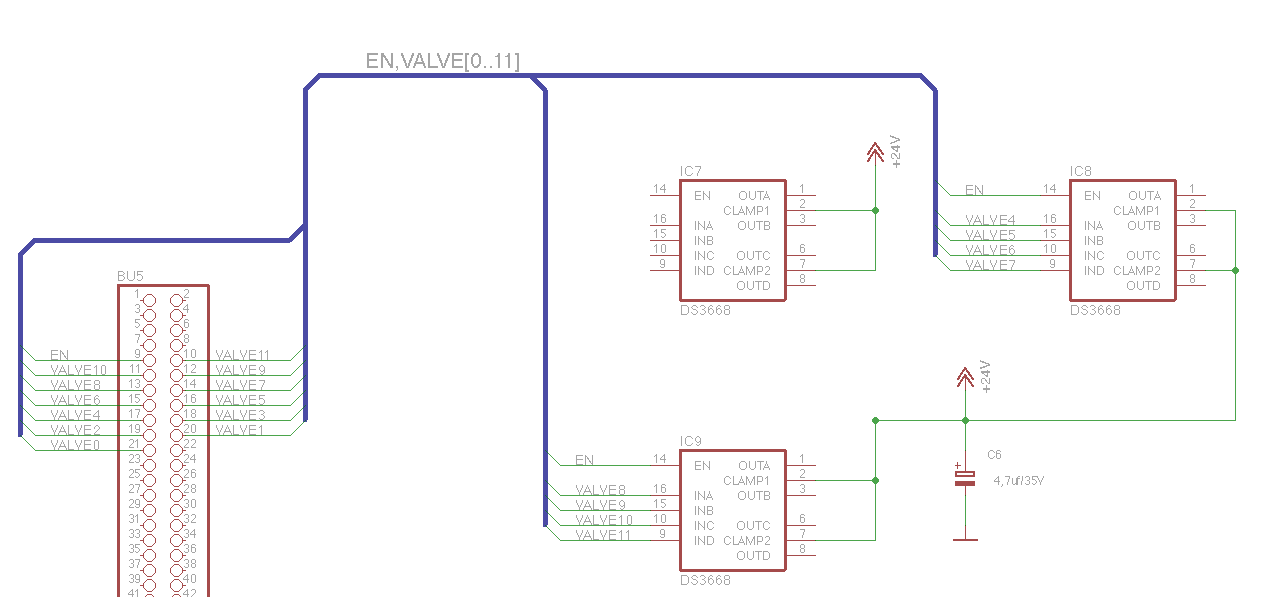 EN,VALVE[0..11]
+24V
IC7
14 EN OUTA 1
CLAMP1 2
16 INA OUTB 3
15 INB
10 INC OUTC 6
9 IND CLAMP2 7
OUTD 8
DS3668
IC8
EN 14 EN OUTA 1
CLAMP1 2
VALVE4 16 INA OUTB 3
VALVE5 15 INB
VALVE6 10 INC OUTC 6
VALVE7 9 IND CLAMP2 7
OUTD 8
DS3668
BU5
1 2
3 4
5 6
7 8
EN 9 10 VALVE11
VALVE10 11 12 VALVE9
VALVE8 13 14 VALVE7
VALVE6 15 16 VALVE5
VALVE4 17 18 VALVE3
VALVE2 19 20 VALVE1
VALVE0 21 22
23 24
25 26
27 28
29 30
31 32
33 34
35 36
37 38
39 40
41 42
+24V
C6
+
4,7uf/35V
IC9
EN 14 EN OUTA 1
CLAMP1 2
VALVE8 16 INA OUTB 3
VALVE9 15 INB
VALVE10 10 INC OUTC 6
VALVE11 9 IND CLAMP2 7
OUTD 8
DS3668